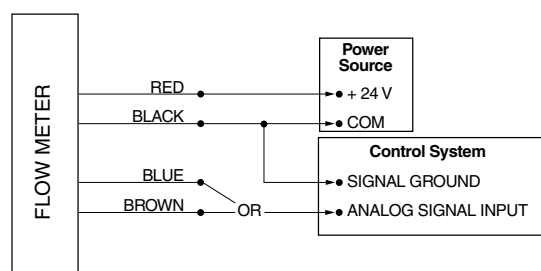 FLOW METER
Power
Source
RED
+ 24 V
BLACK
COM
Control System
BLUE
SIGNAL GROUND
BROWN
OR
ANALOG SIGNAL INPUT